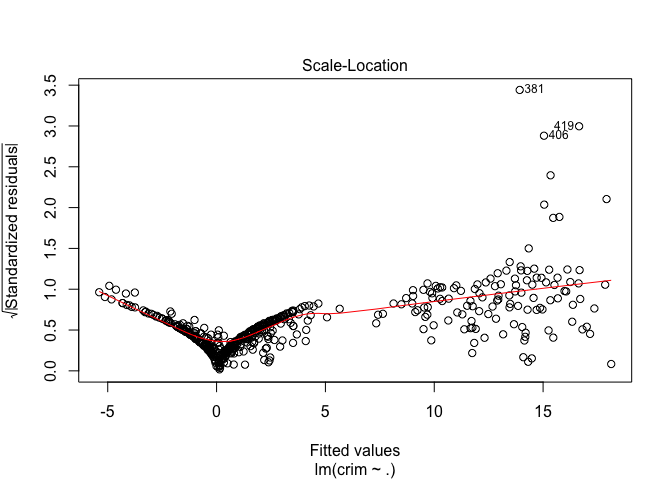 Scale-Location
√|Standardized residuals|
3.5
3.0
2.5
2.0
1.5
1.0
0.5
0.0
381
419
406
-5 0 5 10 15
Fitted values
lm(crim ~ .)